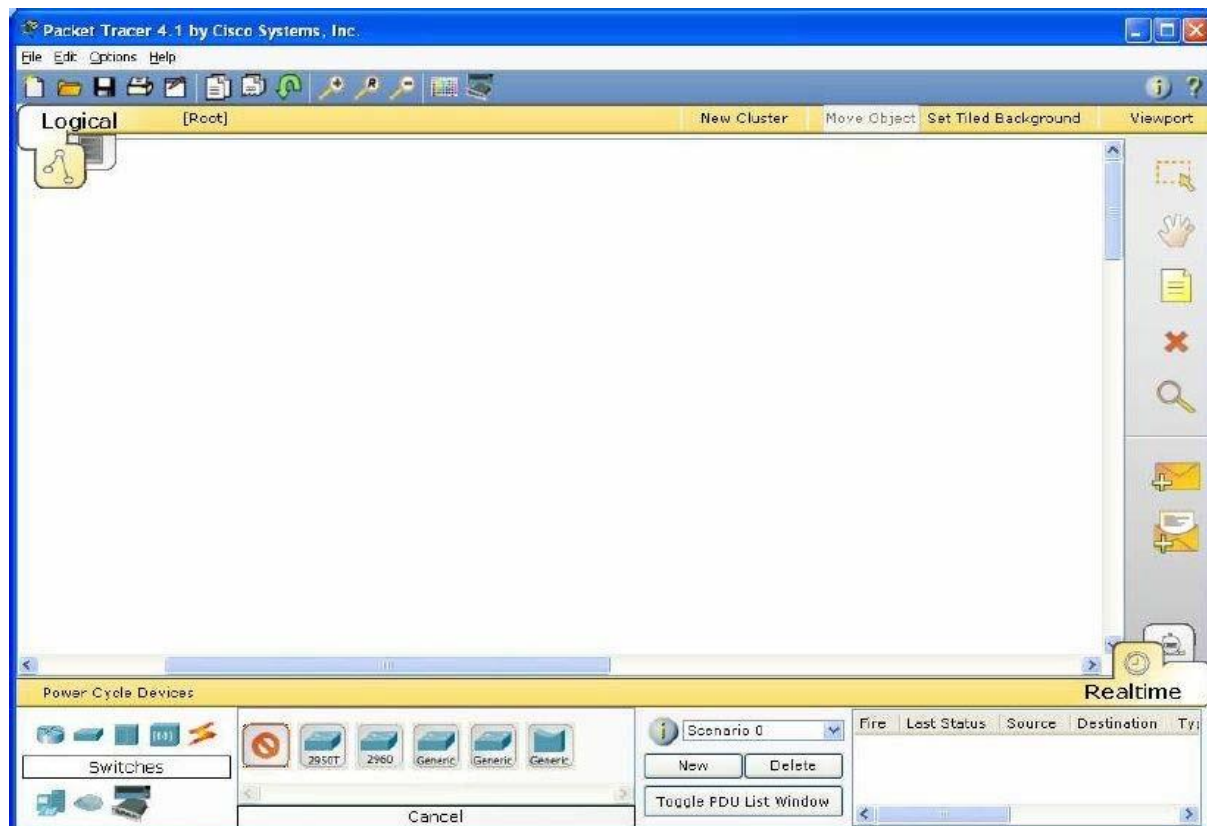 Packet Tracer 4.1 by Cisco Systems, Inc.
File Edit Options Help
Logical [Root] New Cluster Move Object Set Tiled Background Viewport
Power Cycle Devices Realtime
Switches
2950T 2960 Generic Generic Generic
Cancel
Scenario 0
New Delete
Toggle PDU List Window
Fire Last Status Source Destination